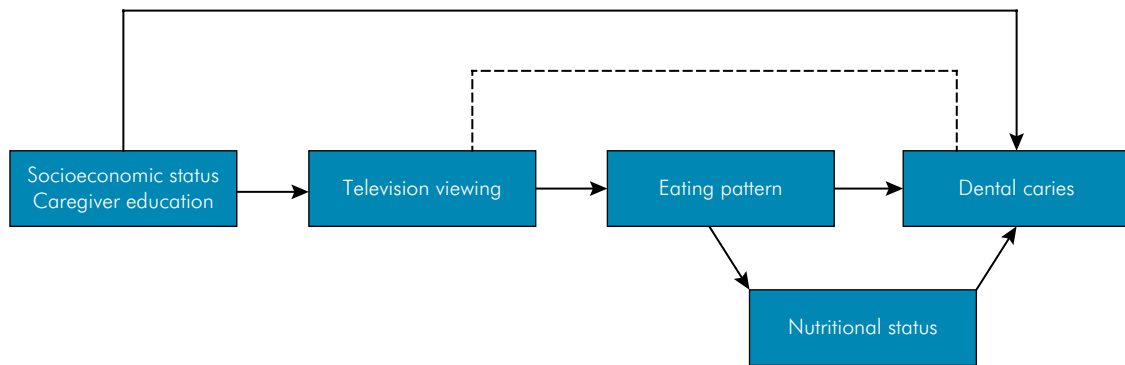 Socioeconomic status
Caregiver education
Television viewing
Eating pattern
Dental caries
Nutritional status